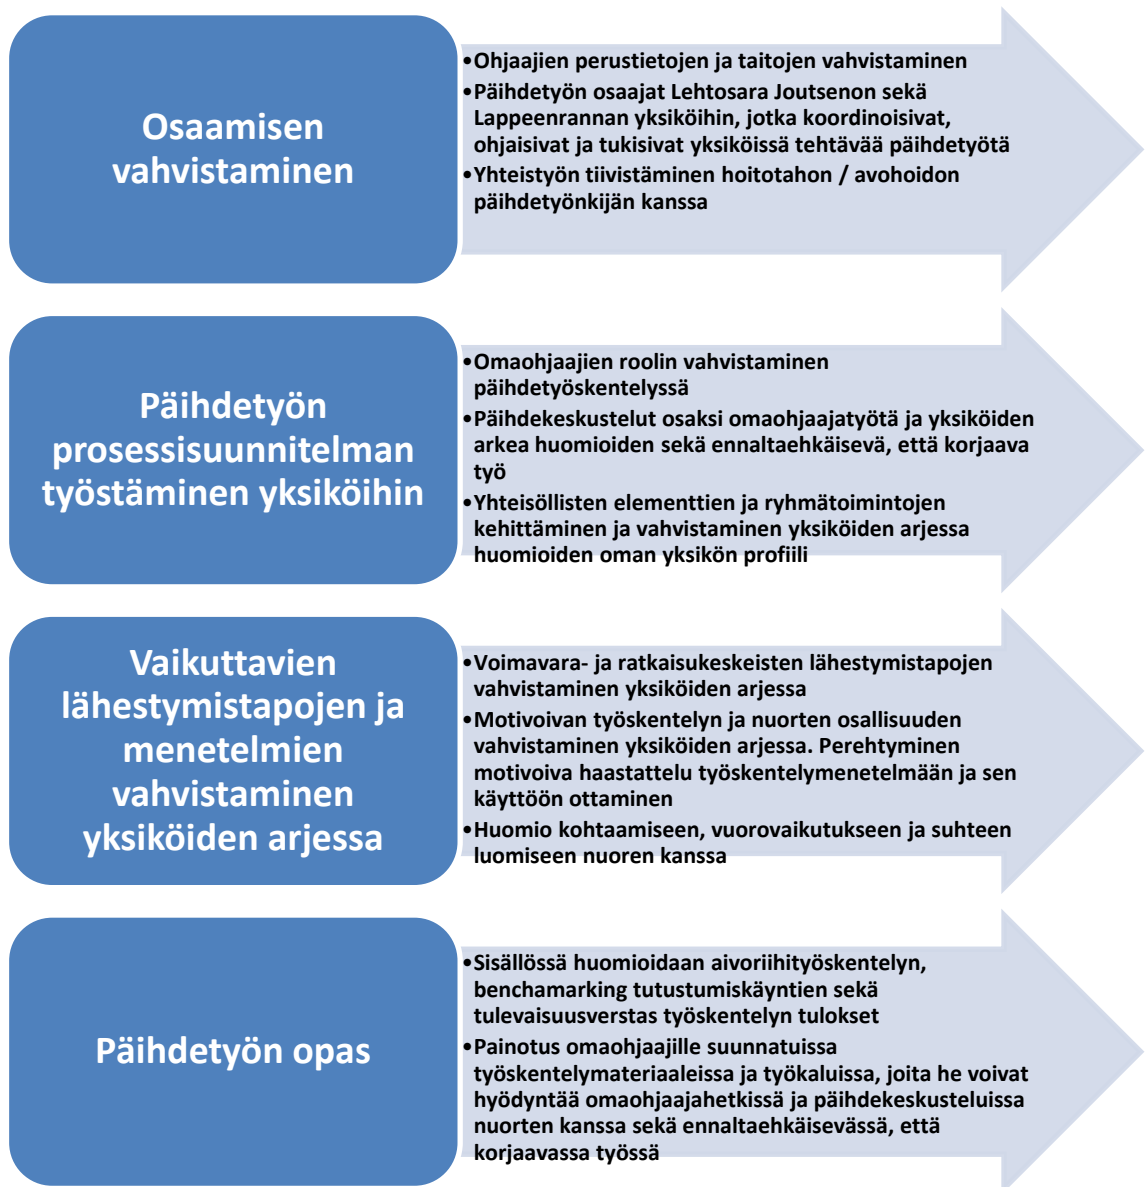 Osaamisen
vahvistaminen
•Ohjaajien perustietojen ja taitojen vahvistaminen
•Päihdetyön osaajat Lehtosara Joutsenon sekä
Lappeenrannan yksiköihin, jotka koordinoisivat,
ohjaisivat ja tukisivat yksiköissä tehtävää päihdetyötä
•Yhteistyön tiivistäminen hoitotahon / avohoidon
päihdetyönkijän kanssa
Päihdetyön
prosessisuunnitelman
työstäminen yksiköihin
•Omaohjaajien roolin vahvistaminen
päihdetyöskentelyssä
•Päihdekeskustelut osaksi omaohjaajatyötä ja yksiköiden
arkea huomioiden sekä ennaltaehkäisevä, että korjaava
työ
•Yhteisöllisten elementtien ja ryhmätoimintojen
kehittäminen ja vahvistaminen yksiköiden arjessa
huomioiden oman yksikön profiili
Vaikuttavien
lähestymistapojen ja
menetelmien
vahvistaminen
yksiköiden arjessa
•Voimavara- ja ratkaisukeskeisten lähestymistapojen
vahvistaminen yksiköiden arjessa
•Motivoivan työskentelyn ja nuorten osallisuuden
vahvistaminen yksiköiden arjessa. Perehtyminen
motivoiva haastattelu työskentelymenetelmään ja sen
käyttöön ottaminen
•Huomio kohtaamiseen, vuorovaikutukseen ja suhteen
luomiseen nuoren kanssa
Päihdetyön opas
•Sisällössä huomioidaan aivoriihityöskentelyn,
benchamarking tutustumiskäyntien sekä
tulevaisuusverstas työskentelyn tulokset
•Painotus omaohjaajille suunnatuissa
työskentelymateriaaleissa ja työkaluissa, joita he voivat
hyödyntää omaohjaajahetkissä ja päihdekeskusteluissa
nuorten kanssa sekä ennaltaehkäisevässä, että
korjaavassa työssä